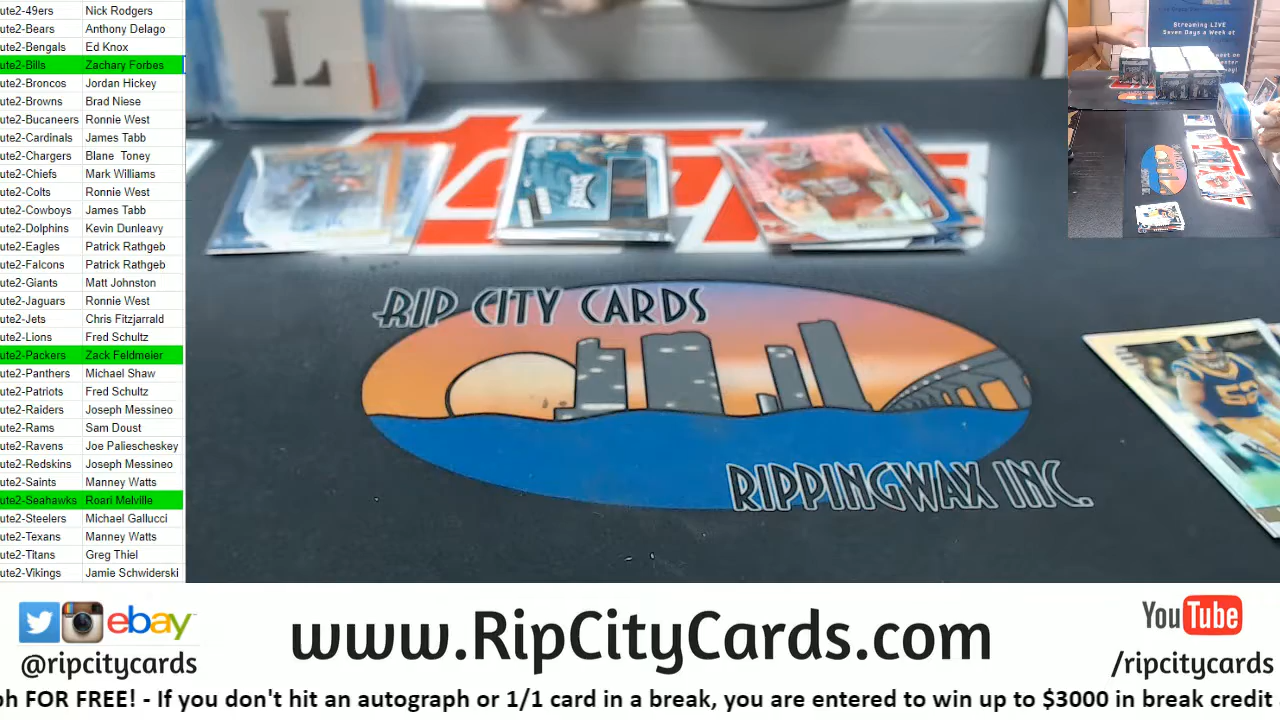 ute2-49ers Nick Rodgers
ute2-Bears Anthony Delago
ute2-Bengals Ed Knox
ute2-Bills Zachary Forbes
ute2-Broncos Jordan Hickey
ute2-Browns Brad Niese
ute2-Bucaneers Ronnie West
ute2-Cardinals James Tabb
ute2-Chargers Blane Toney
ute2-Chiefs Mark Williams
ute2-Colts Ronnie West
ute2-Cowboys James Tabb
ute2-Dolphins Kevin Dunleavy
ute2-Eagles Patrick Rathgeb
ute2-Falcons Patrick Rathgeb
ute2-Giants Matt Johnston
ute2-Jaguars Ronnie West
ute2-Jets Chris Fitzjarrald
ute2-Lions Fred Schultz
ute2-Packers Zack Feldmeier
ute2-Panthers Michael Shaw
ute2-Patriots Fred Schultz
ute2-Raiders Joseph Messineo
ute2-Rams Sam Doust
ute2-Ravens Joe Paliescheskey
ute2-Redskins Joseph Messineo
ute2-Saints Manney Watts
ute2-Seahawks Roari Melville
ute2-Steelers Michael Gallucci
ute2-Texans Manney Watts
ute2-Titans Greg Thiel
ute2-Vikings Jamie Schwiderski
L
Streaming LIVE
Seven Days a Week at
RIP CITY CARDS
RIPPINGWAX INC.
ebay
@ripcitycards
www.RipCityCards.com
YouTube
/ripcitycards
ph FOR FREE! - If you don't hit an autograph or 1/1 card in a break, you are entered to win up to $3000 in break credit